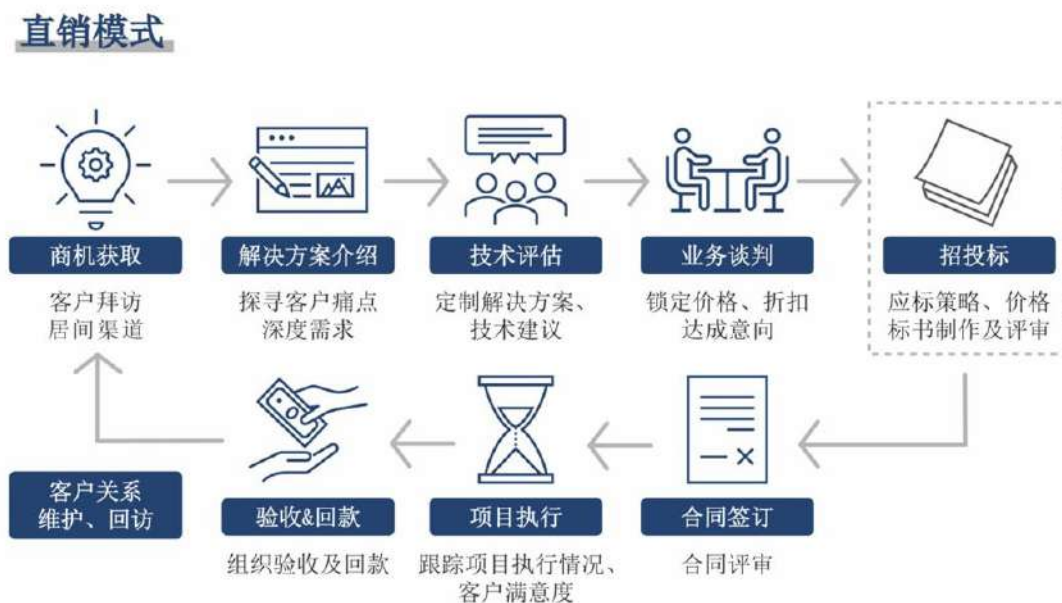 直销模式
商机获取
客户拜访
居间渠道
解决方案介绍
探寻客户痛点
深度需求
技术评估
定制解决方案、
技术建议
业务谈判
锁定价格、折扣
达成意向
招投标
应标策略、价格
标书制作及评审
合同签订
合同评审
项目执行
跟踪项目执行情况、
客户满意度
验收&回款
组织验收及回款
客户关系
维护、回访